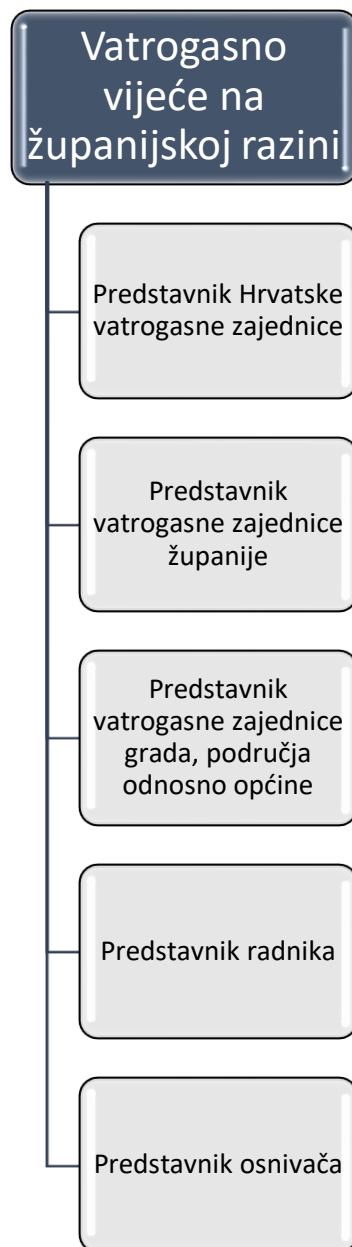 Vatrogasno
vijeće na
županijskoj razini
Predstavnik Hrvatske
vatrogasne zajednice
Predstavnik
vatrogasne zajednice
županije
Predstavnik
vatrogasne zajednice
grada, područja
odnosno općine
Predstavnik radnika
Predstavnik osnivača